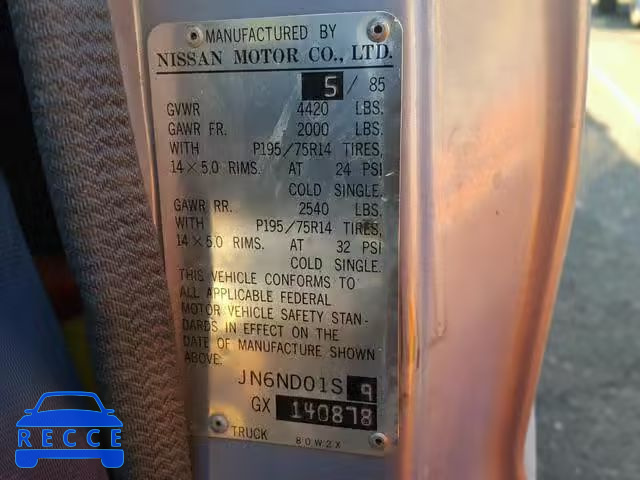 MANUFACTURED BY
NISSAN MOTOR CO., LTD.
5 / 85
GVWR 4420 LBS.
GAWR FR. 2000 LBS.
WITH P195/75R14 TIRES,
14×5.0 RIMS. AT 24 PSI
COLD SINGLE.
GAWR RR. 2540 LBS.
WITH P195/75R14 TIRES,
14×5.0 RIMS. AT 32 PSI
COLD SINGLE.
THIS VEHICLE CONFORMS TO
ALL APPLICABLE FEDERAL
MOTOR VEHICLE SAFETY STAN-
DARDS IN EFFECT ON THE
DATE OF MANUFACTURE SHOWN
ABOVE:
JN6ND01S 9
GX 140878
TRUCK 80W2X
RECCE